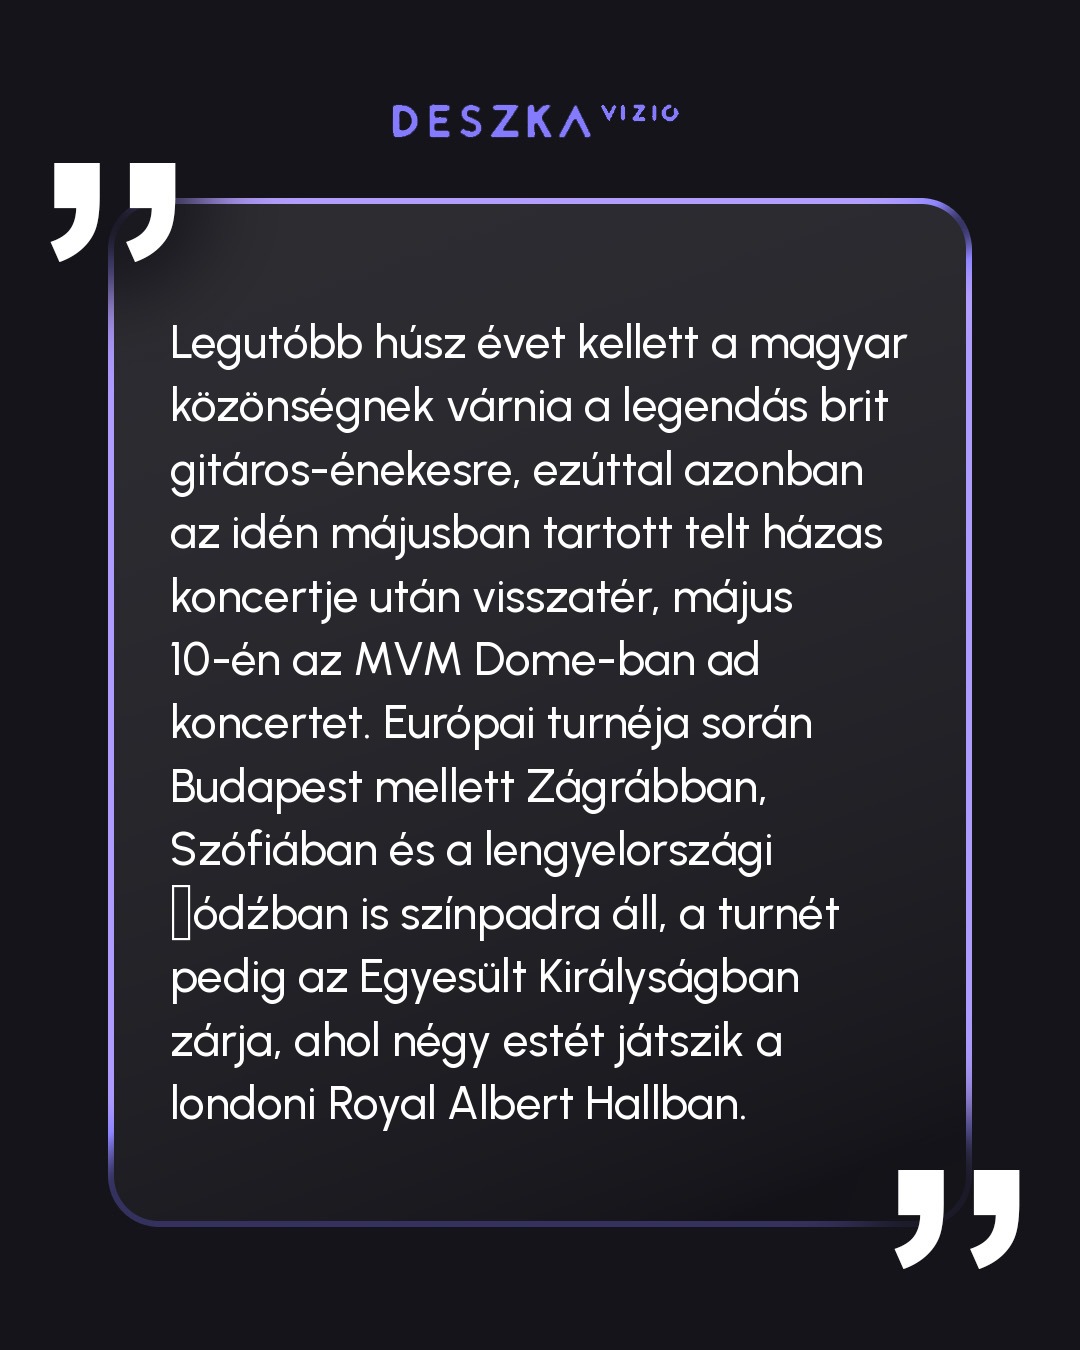 DESZKA VIZIO
Legutóbb húsz évet kellett a magyar
közönségnek várnia a legendás brit
gitáros-énekesre, ezúttal azonban
az idén májusban tartott telt házas
koncertje után visszatér, május
10-én az MVM Dome-ban ad
koncertet. Európai turnéja során
Budapest mellett Zágrábban,
Szófiában és a lengyelországi
▯ódźban is színpadra áll, a turnét
pedig az Egyesült Királyságban
zárja, ahol négy estét játszik a
londoni Royal Albert Hallban.